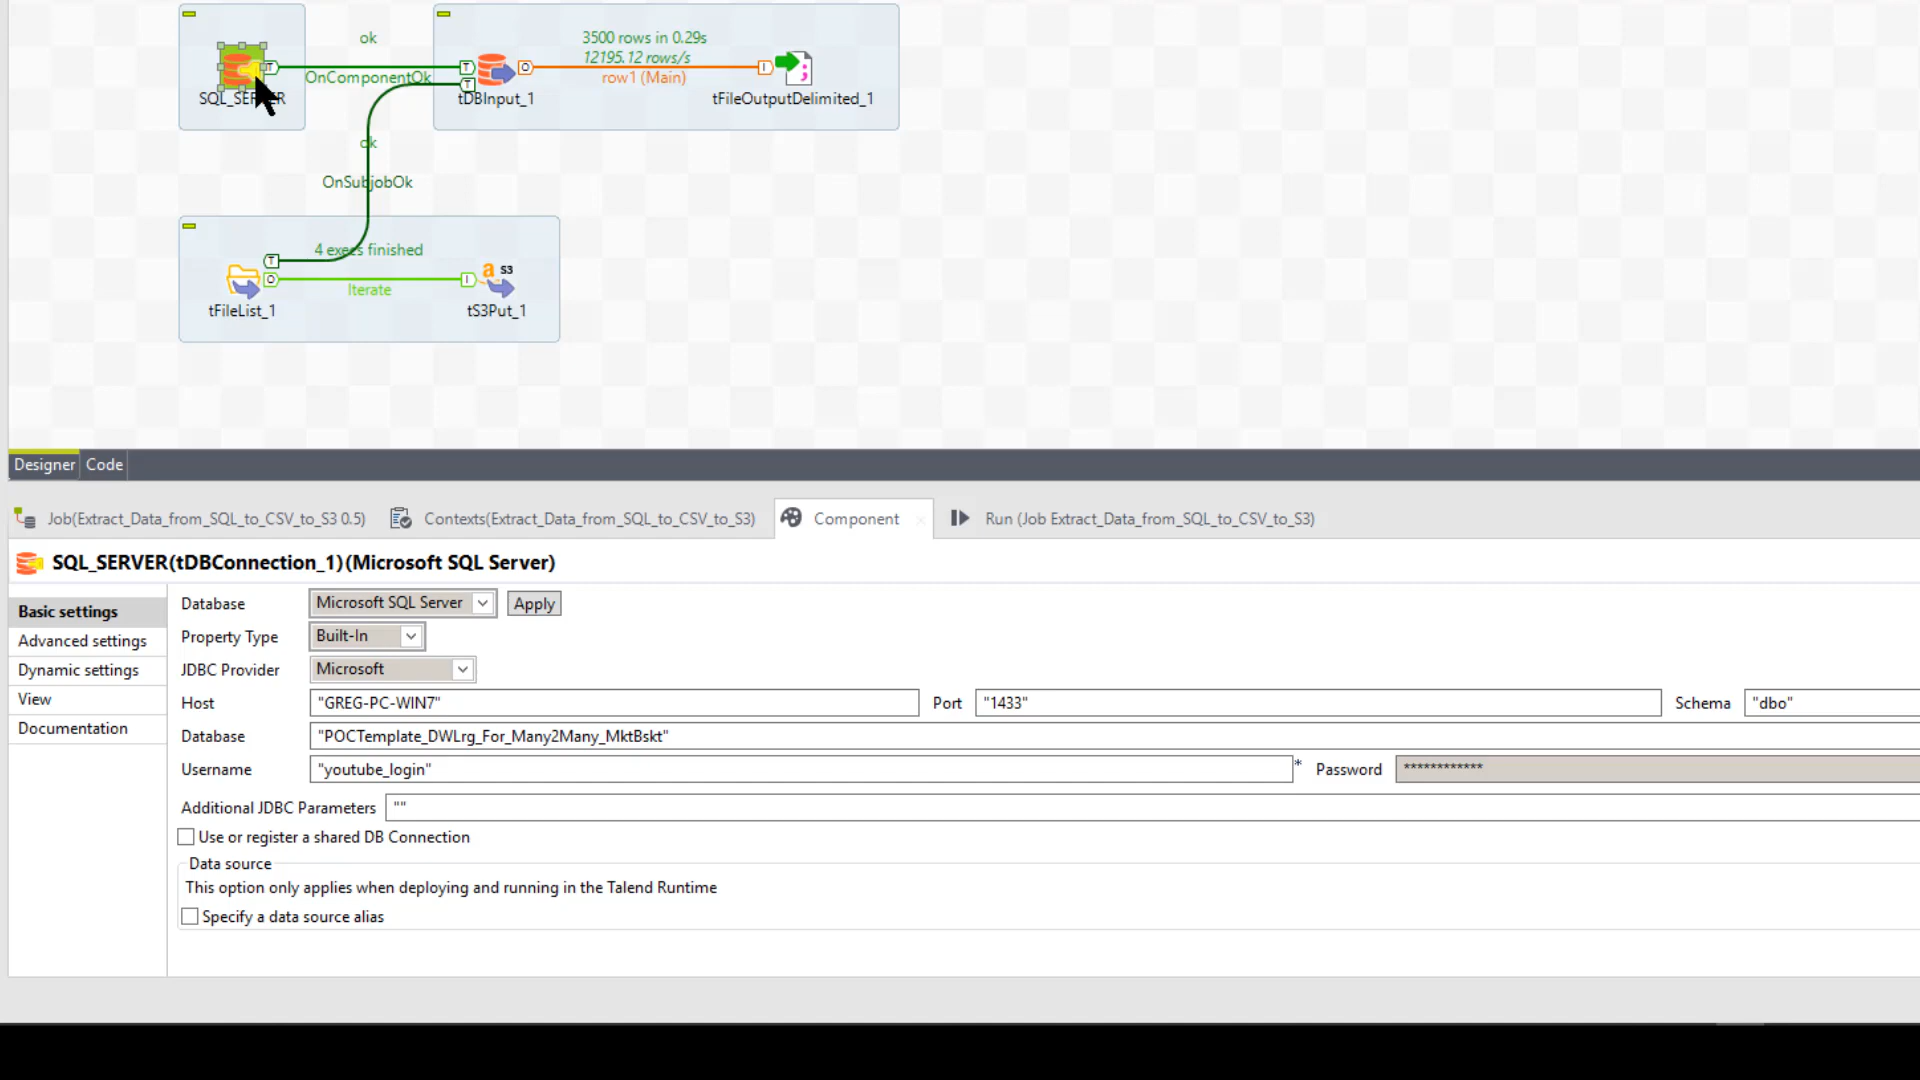 ok
3500 rows in 0.29s
12195.12 rows/s
OnComponentOk
row1 (Main)
SQL_SERVER
tDBInput_1
tFileOutputDelimited_1
ok
OnSubjobOk
4 execs finished
Iterate
S3
tFileList_1
tS3Put_1
Designer
Code
Job(Extract_Data_from_SQL_to_CSV_to_S3 0.5)
Contexts(Extract_Data_from_SQL_to_CSV_to_S3)
Component
Run (Job Extract_Data_from_SQL_to_CSV_to_S3)
SQL_SERVER(tDBConnection_1)(Microsoft SQL Server)
Basic settings
Advanced settings
Dynamic settings
View
Documentation
Database Microsoft SQL Server Apply
Property Type Built-In
JDBC Provider Microsoft
Host "GREG-PC-WIN7" Port "1433" Schema "dbo"
Database "POCTemplate_DWLrg_For_Many2Many_MktBskt"
Username "youtube_login" * Password ************
Additional JDBC Parameters ""
Use or register a shared DB Connection
Data source
This option only applies when deploying and running in the Talend Runtime
Specify a data source alias